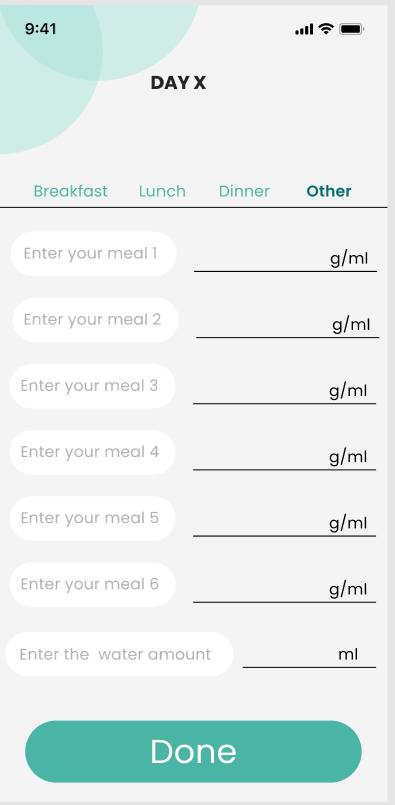 9:41
DAY X
Breakfast Lunch Dinner Other
Enter your meal 1 g/ml
Enter your meal 2 g/ml
Enter your meal 3 g/ml
Enter your meal 4 g/ml
Enter your meal 5 g/ml
Enter your meal 6 g/ml
Enter the  water amount ml
Done